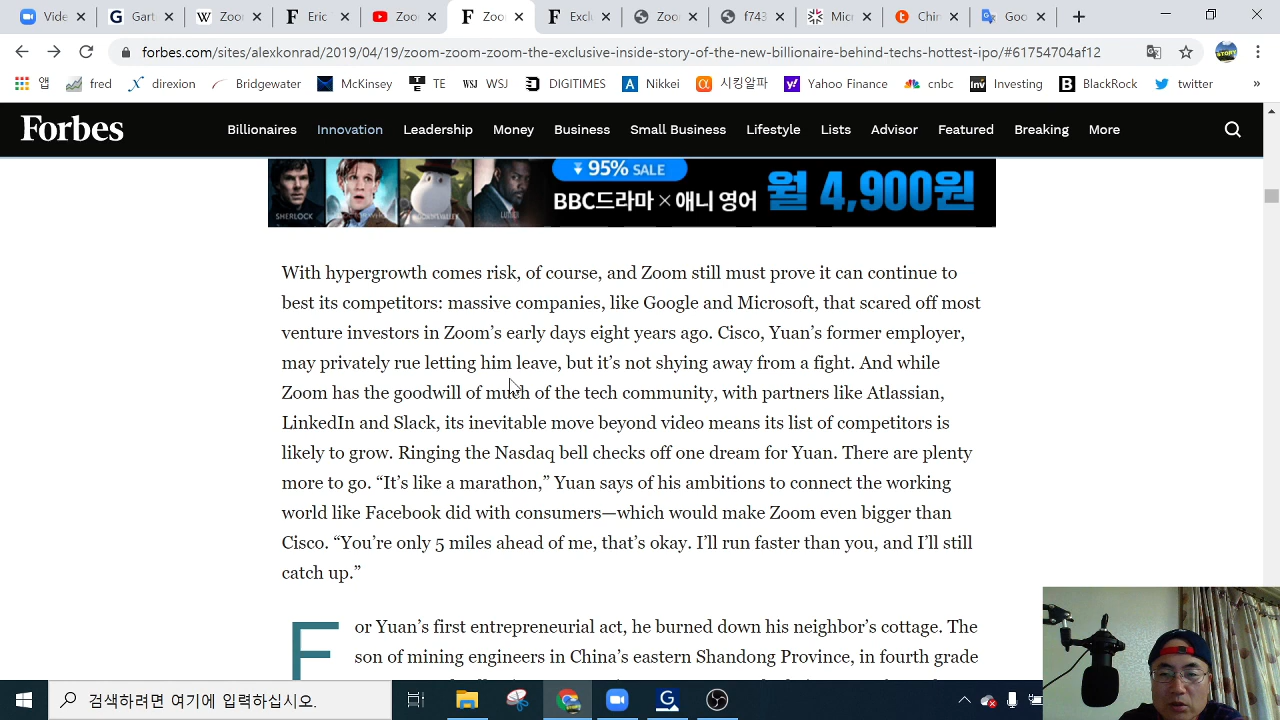 Vide
Gart
Zoo
Eric
Zoo
Zoo
Excl
Zoo
f743
Micr
Chir
Goo
forbes.com/sites/alexkonrad/2019/04/19/zoom-zoom-zoom-the-exclusive-inside-story-of-the-new-billionaire-behind-techs-hottest-ipo/#61754704af12
앱 fred direxion Bridgewater McKinsey TE WSJ WSJ DIGITIMES Nikkei 시킹알파 Yahoo Finance cnbc Investing BlackRock twitter »
Forbes Billionaires Innovation Leadership Money Business Small Business Lifestyle Lists Advisor Featured Breaking More
95% SALE
BBC드라마 × 애니 영어 월 4,900원
SHERLOCK
With hypergrowth comes risk, of course, and Zoom still must prove it can continue to
best its competitors: massive companies, like Google and Microsoft, that scared off most
venture investors in Zoom’s early days eight years ago. Cisco, Yuan’s former employer,
may privately rue letting him leave, but it’s not shying away from a fight. And while
Zoom has the goodwill of much of the tech community, with partners like Atlassian,
LinkedIn and Slack, its inevitable move beyond video means its list of competitors is
likely to grow. Ringing the Nasdaq bell checks off one dream for Yuan. There are plenty
more to go. “It’s like a marathon,” Yuan says of his ambitions to connect the working
world like Facebook did with consumers—which would make Zoom even bigger than
Cisco. “You’re only 5 miles ahead of me, that’s okay. I’ll run faster than you, and I’ll still
catch up.”
For Yuan’s first entrepreneurial act, he burned down his neighbor’s cottage. The
son of mining engineers in China’s eastern Shandong Province, in fourth grade
검색하려면 여기에 입력하십시오.